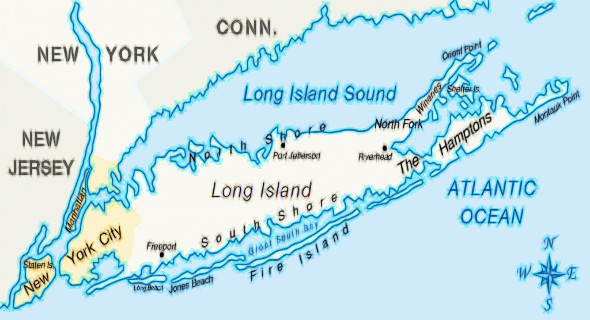 CONN.
NEW YORK
Orient Point
Long Island Sound
Wineries
Shelter Is.
Montauk Point
North Fork
North Shore
NEW JERSEY
Port Jefferson
Riverhead
The Hamptons
Manhattan
Long Island
ATLANTIC OCEAN
South Shore
New York City
Great South Bay
Freeport
Fire Island
Staten Is.
Long Beach
Jones Beach
N
W
E
S